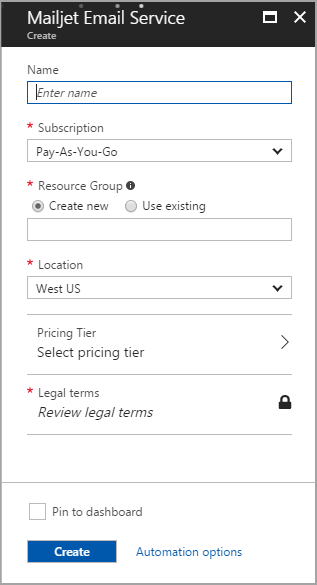 Mailjet Email Service
Create
Name
Enter name
* Subscription
Pay-As-You-Go
* Resource Group
Create new Use existing
* Location
West US
Pricing Tier
Select pricing tier
* Legal terms
Review legal terms
Pin to dashboard
Create Automation options